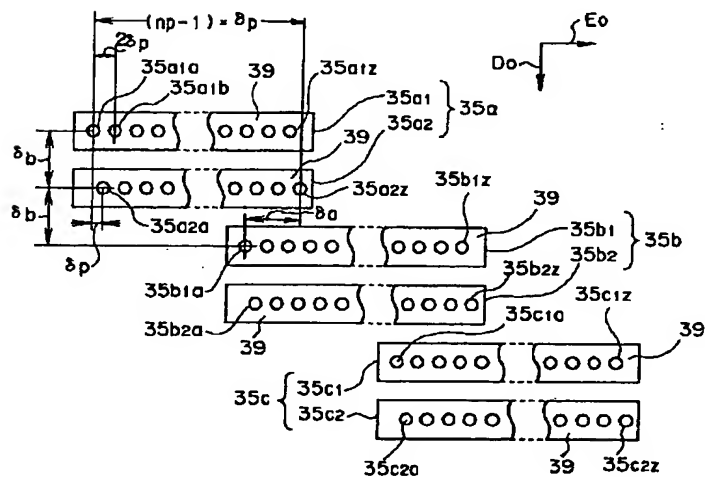 (np-1) × δp
Eo
2δp
Do
35a1a
35a1b
39
35a1z
35a1
35a
35a2
39
δb
35a2z
35a2a
δb
δa
35b1z
39
35b1
35b
δp
35b1a
35b2z
35b2
35c1a
35c1z
35b2a
39
39
35c1
35c
35c2
35c2a
39
35c2z